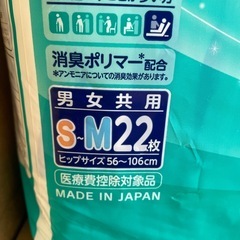 消臭ポリマー*配合
*アンモニアについての消臭効果があります。
男女共用
S~M22枚
ヒップサイズ56~106cm
医療費控除対象品
MADE IN JAPAN